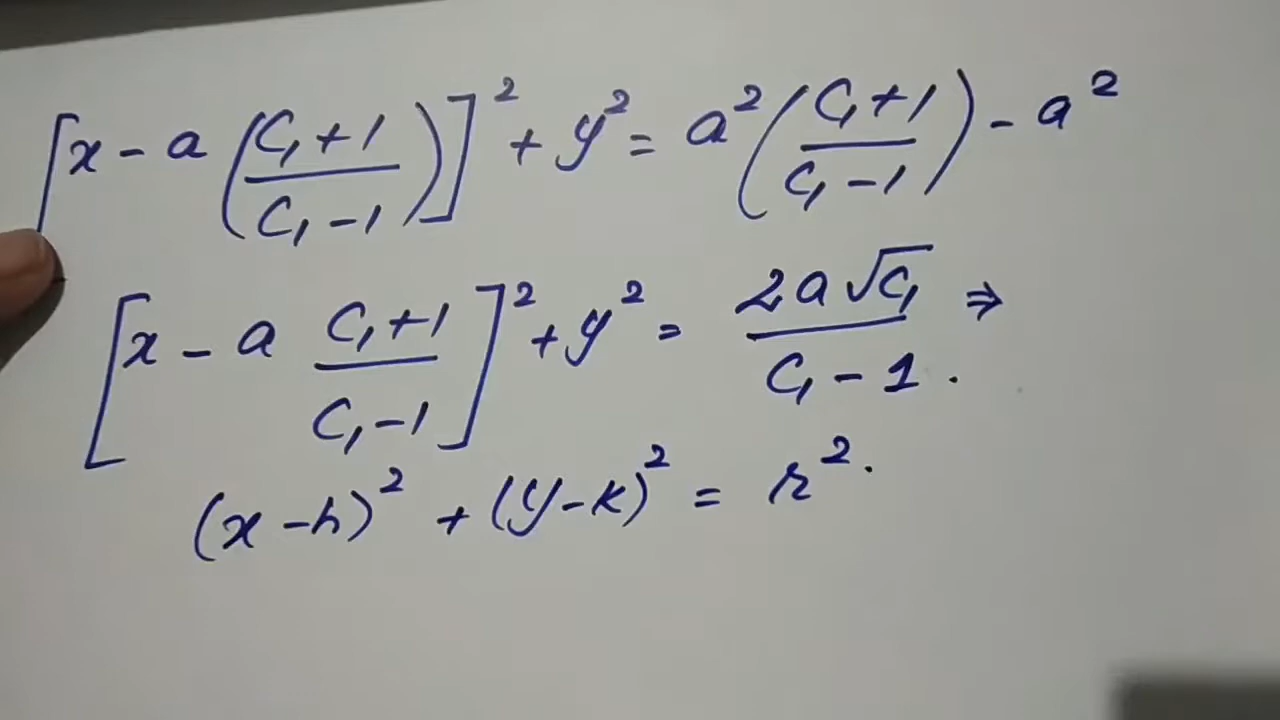 [x - a (C₁+1 / C₁-1)]² + y² = a² (C₁+1 / C₁-1) - a²
[x - a C₁+1 / C₁-1]² + y² = 2a√C₁ / C₁-1 . ⇒
(x-h)² + (y-k)² = r².